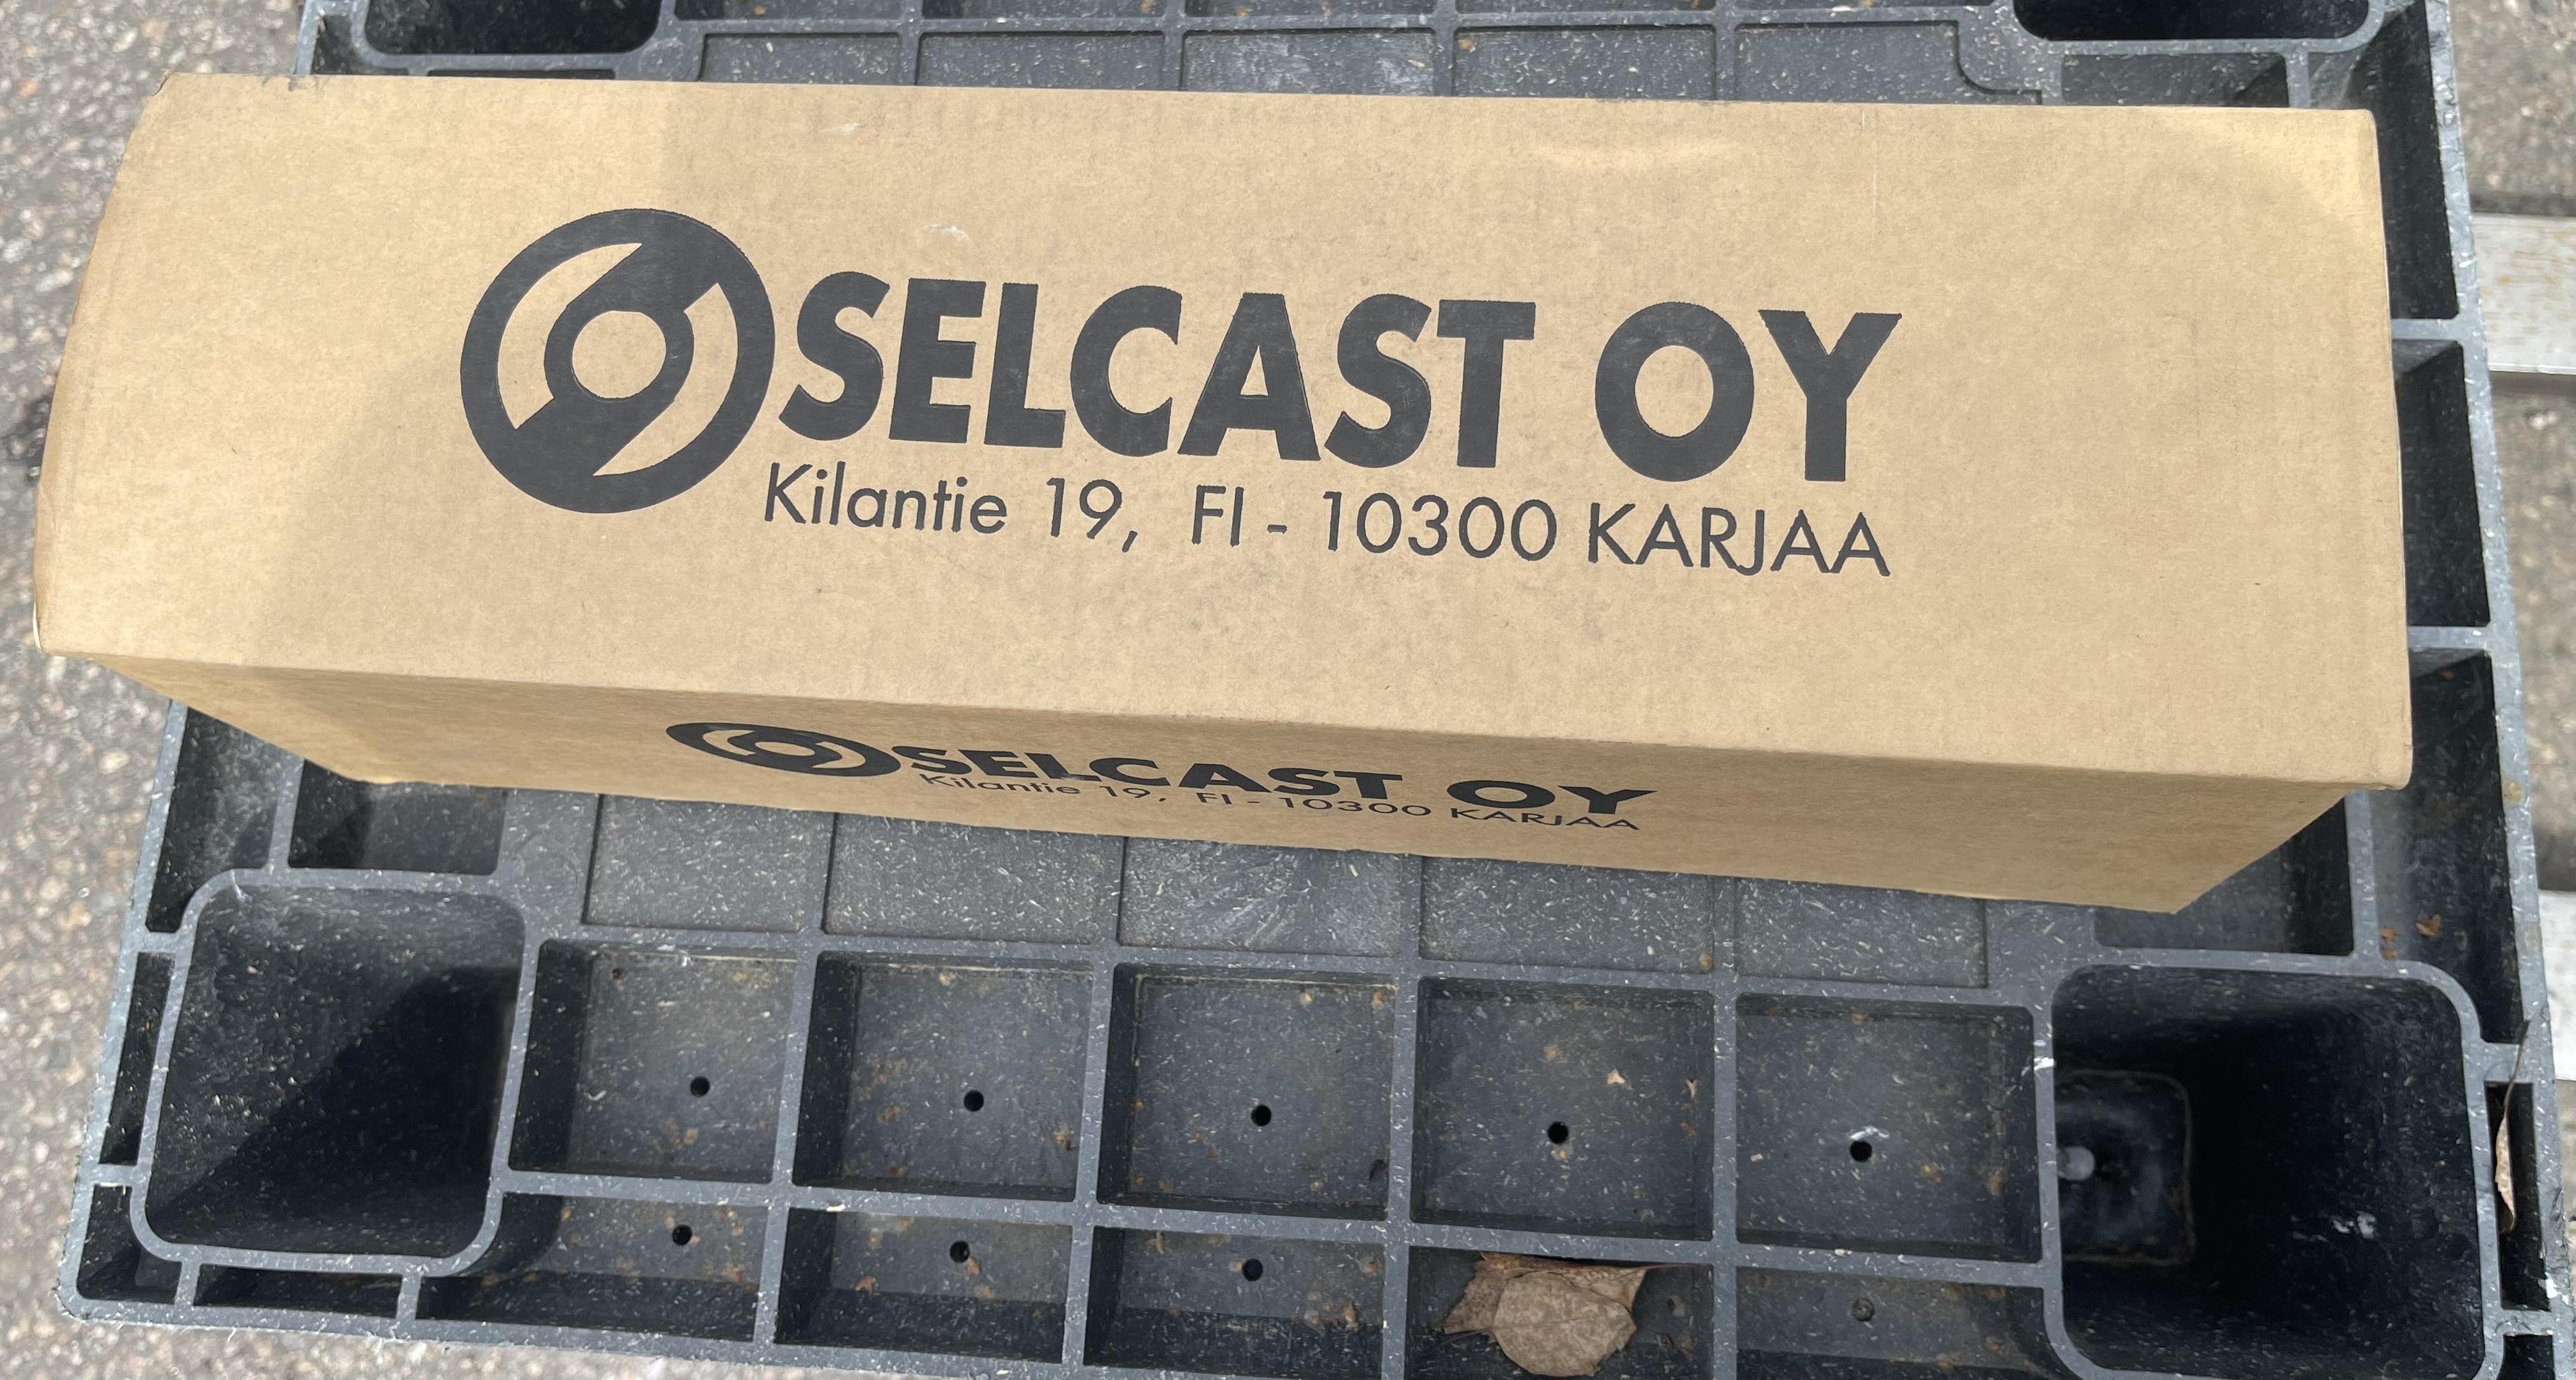 SELCAST OY
Kilantie 19, FI - 10300 KARJAA
SELCAST OY
Kilantie 19, FI - 10300 KARJAA